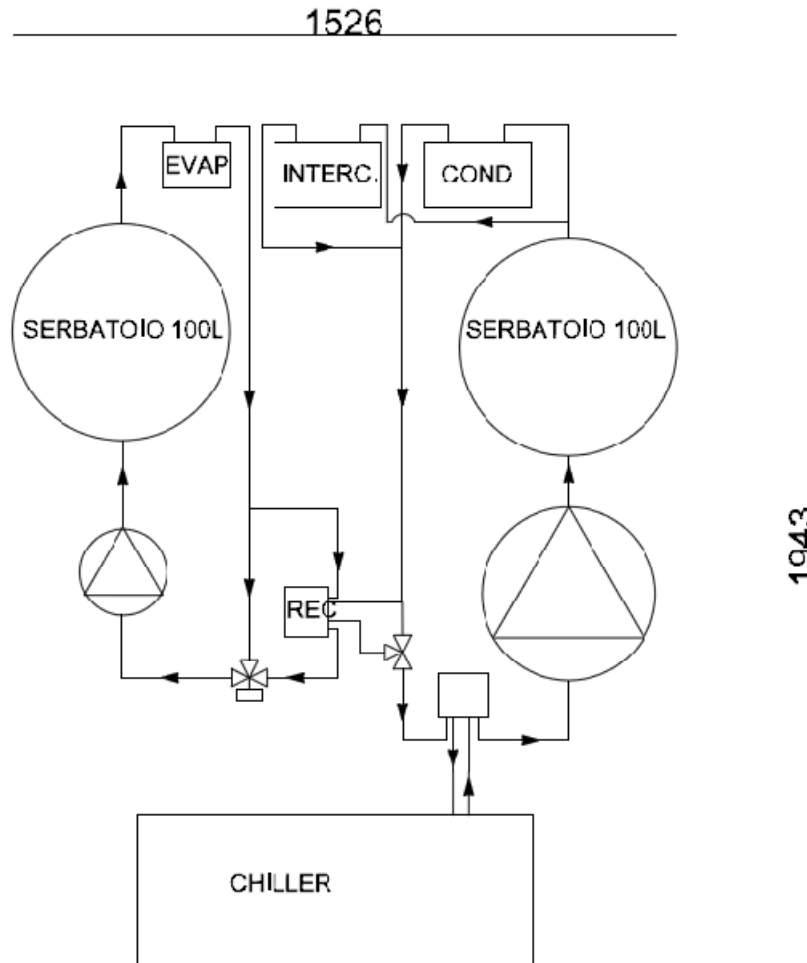 1526
EVAP
INTERC.
COND
SERBATOIO 100L
SERBATOIO 100L
1943
REC
CHILLER